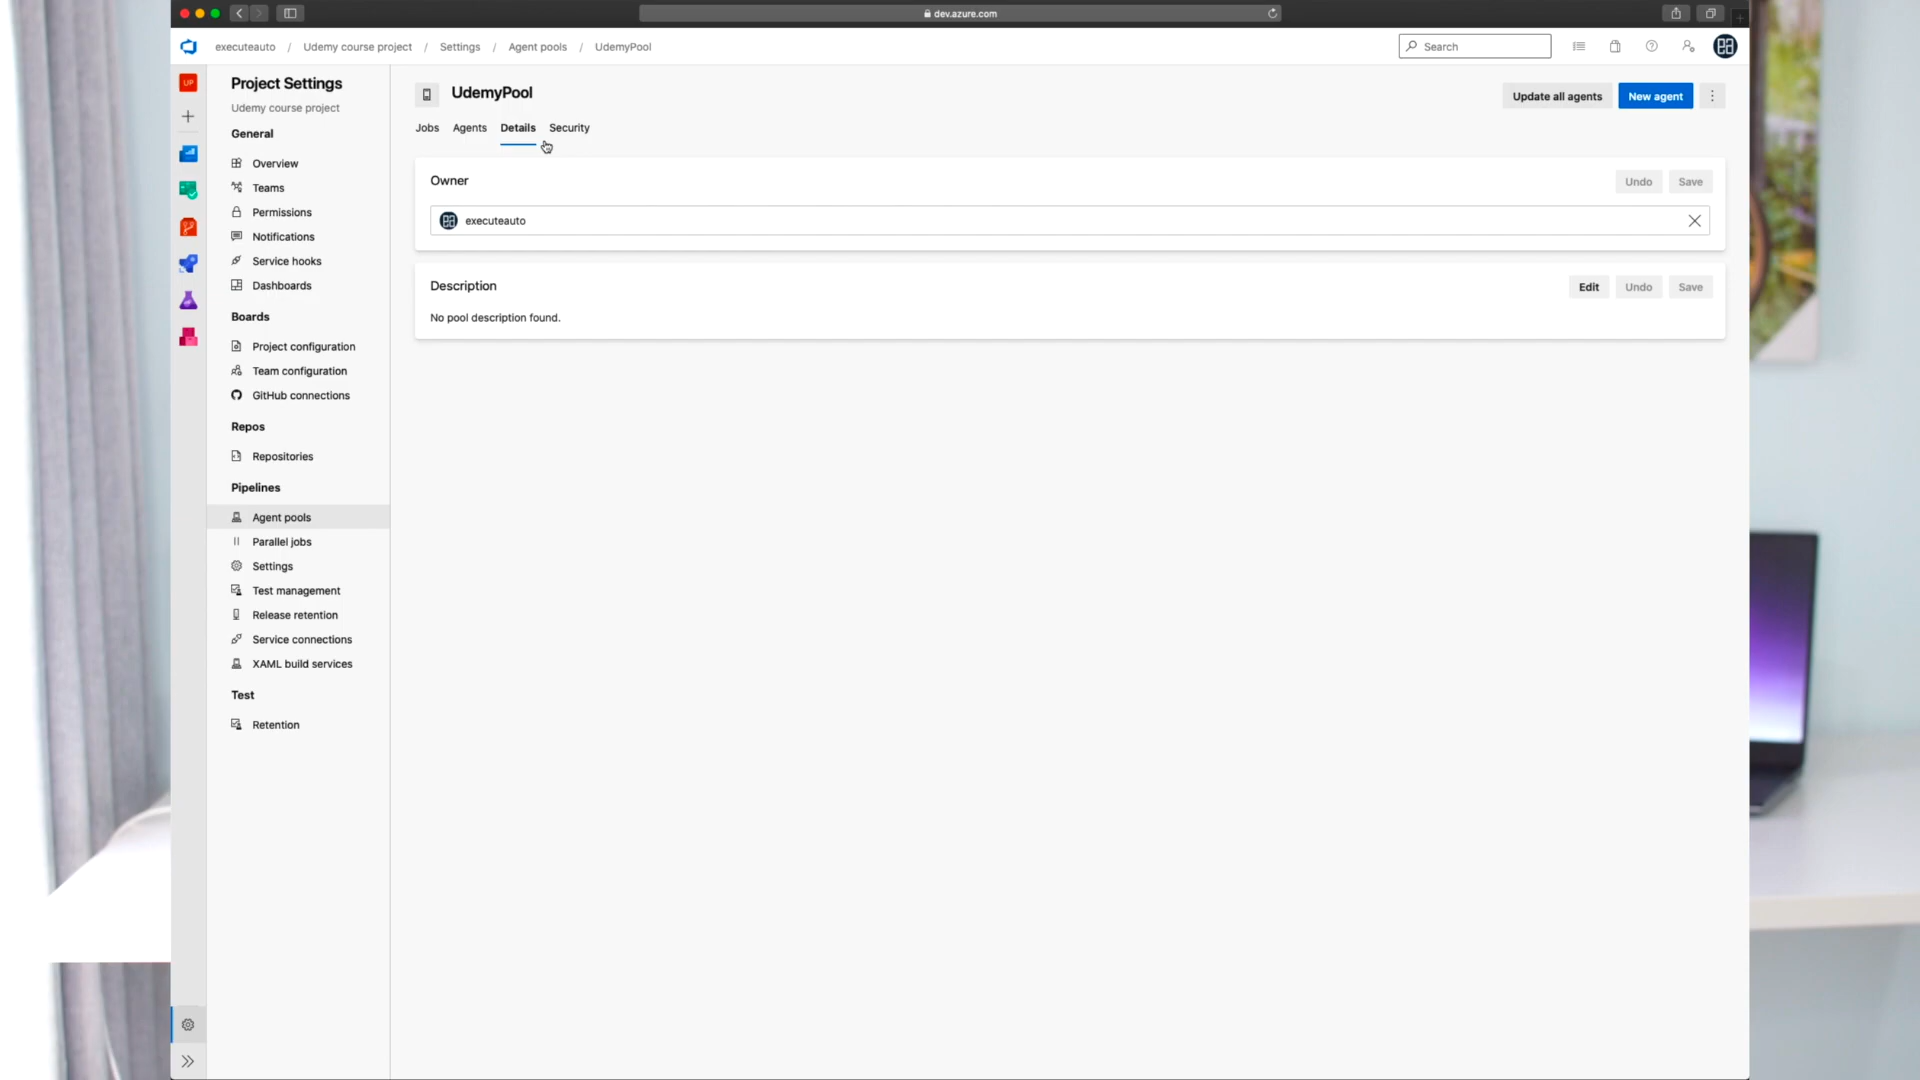 dev.azure.com
executeauto / Udemy course project / Settings / Agent pools / UdemyPool
Search
UP
Project Settings
Udemy course project
General
Overview
Teams
Permissions
Notifications
Service hooks
Dashboards
Boards
Project configuration
Team configuration
GitHub connections
Repos
Repositories
Pipelines
Agent pools
Parallel jobs
Settings
Test management
Release retention
Service connections
XAML build services
Test
Retention
UdemyPool
Update all agents
New agent
Jobs
Agents
Details
Security
Owner
Undo
Save
executeauto
Description
Edit
Undo
Save
No pool description found.